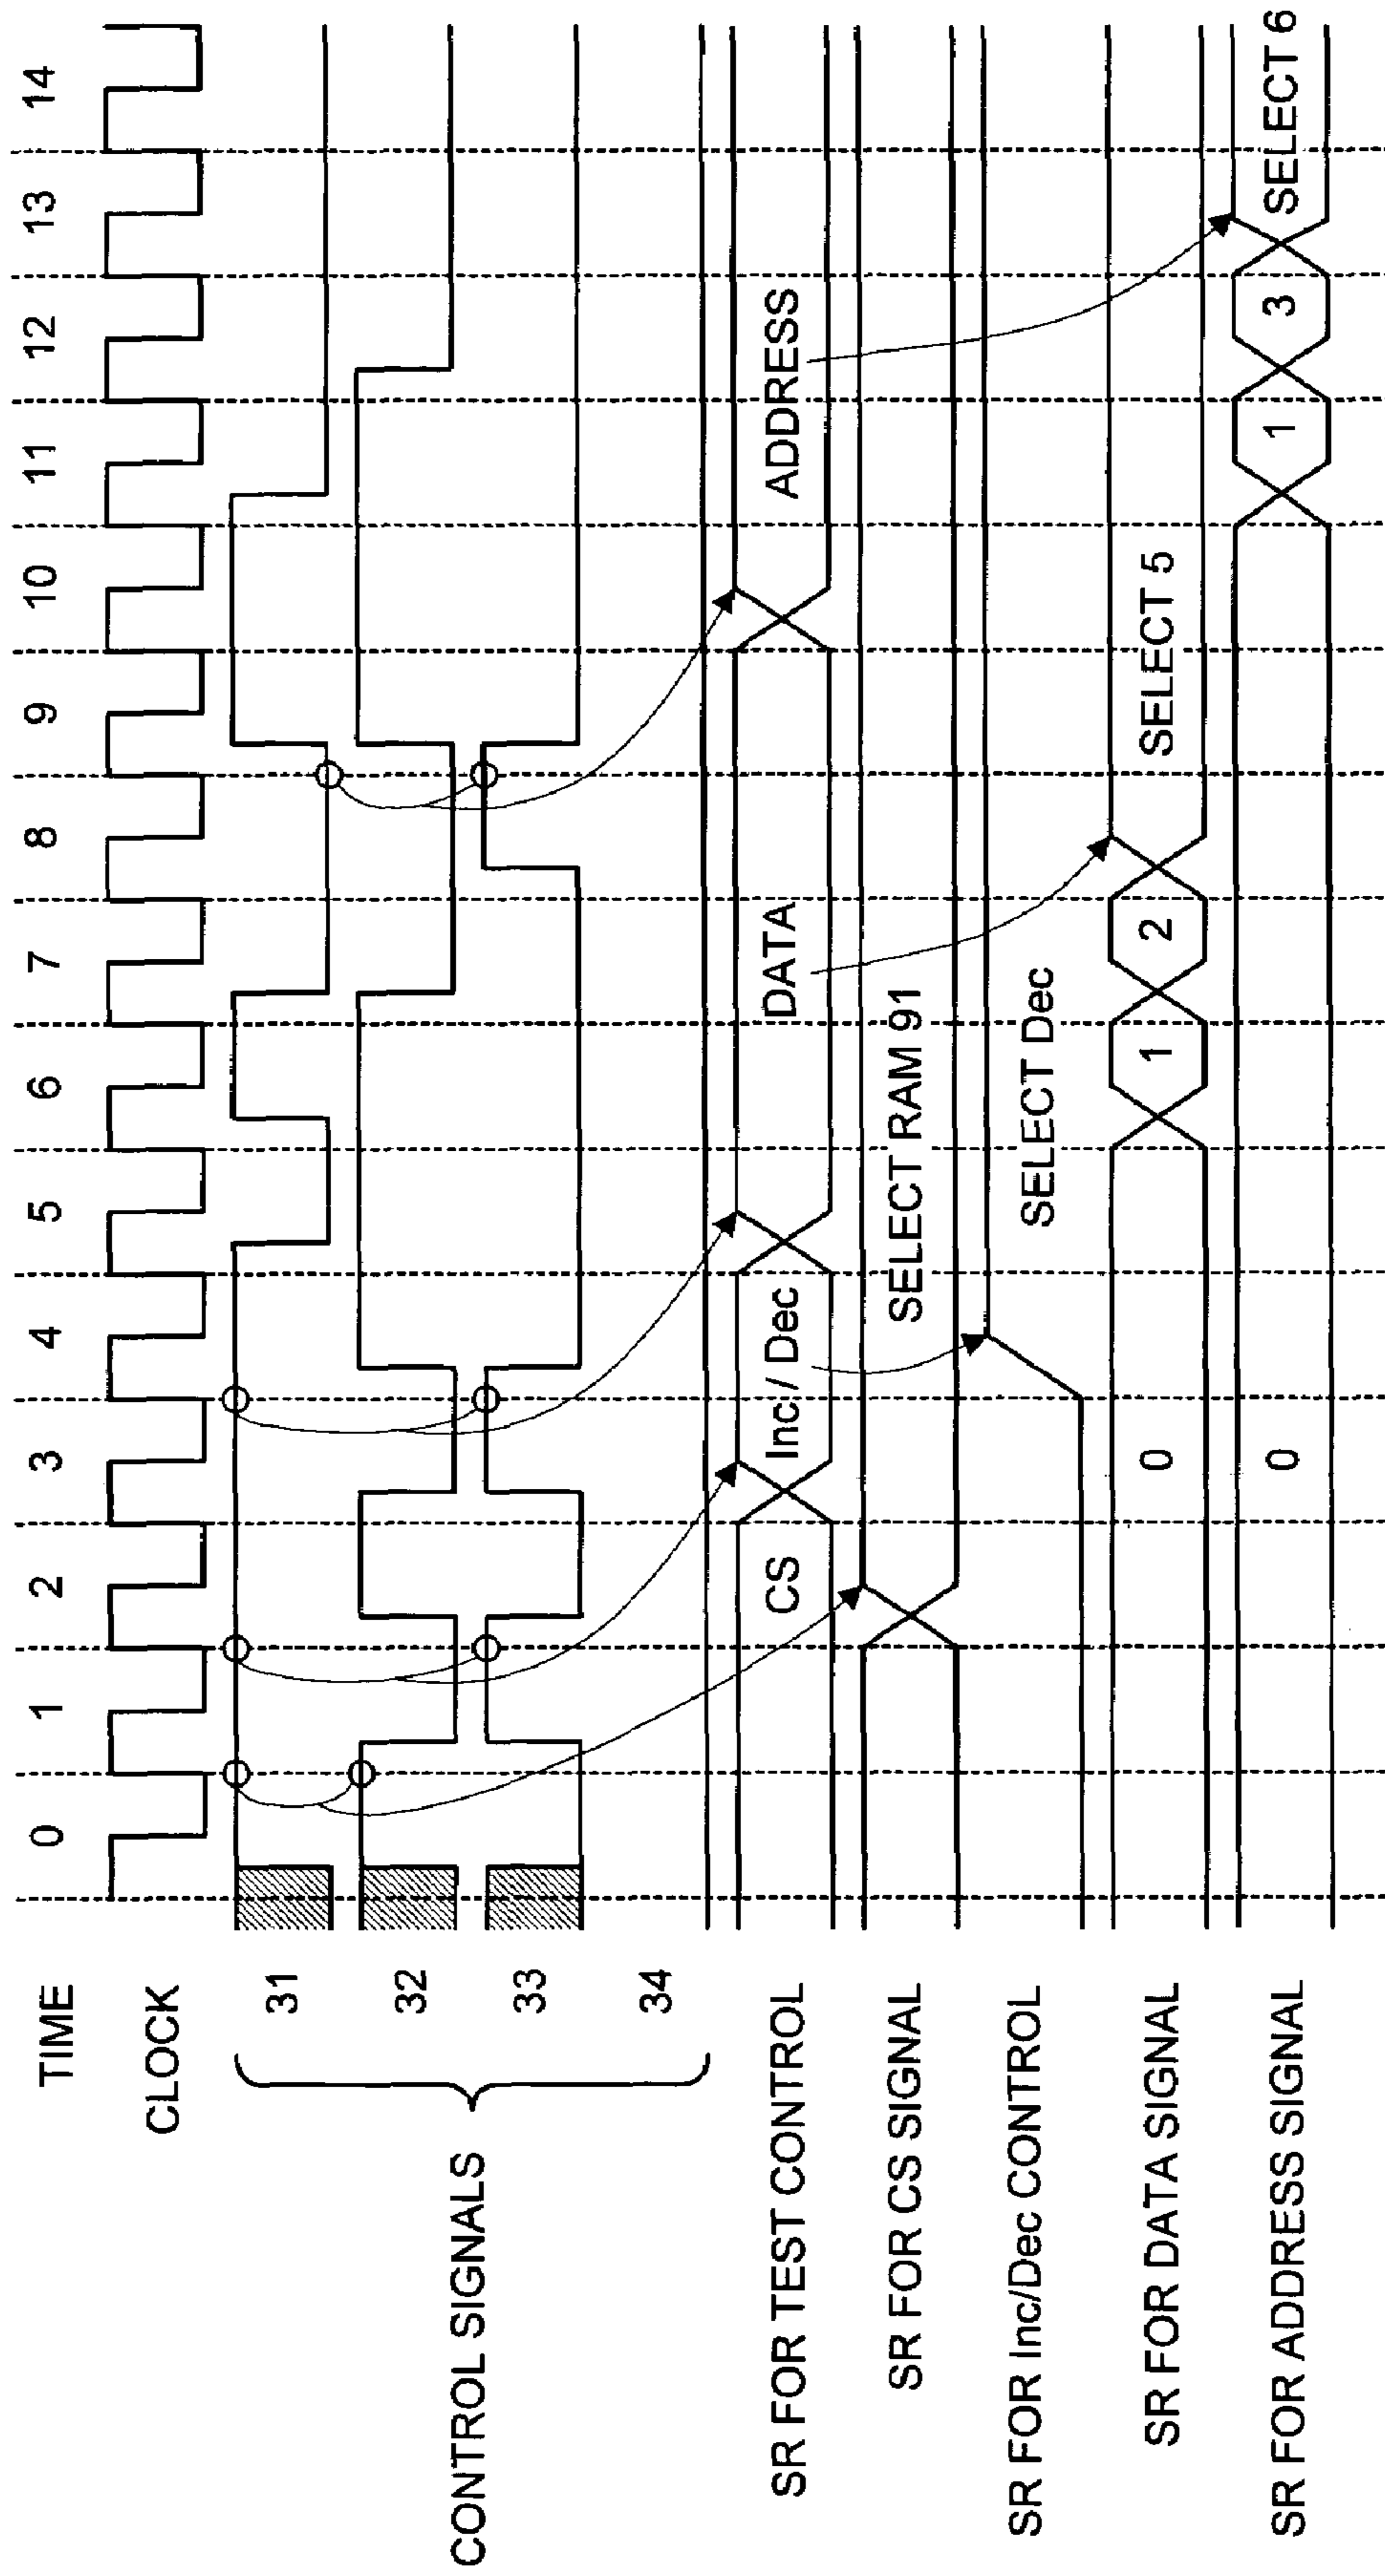 TIME 0 1 2 3 4 5 6 7 8 9 10 11 12 13 14
CLOCK
CONTROL SIGNALS
31
32
33
34
SR FOR TEST CONTROL CS Inc / Dec DATA ADDRESS
SR FOR CS SIGNAL SELECT RAM 91
SR FOR Inc/Dec CONTROL SELECT Dec
SR FOR DATA SIGNAL 0 1 2 SELECT 5
SR FOR ADDRESS SIGNAL 0 1 3 SELECT 6